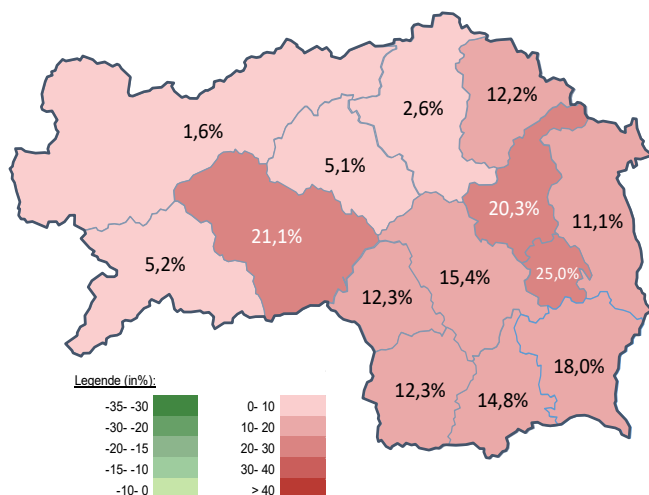 12,2%
2,6%
1,6%
5,1%
20,3%
11,1%
21,1%
5,2%
25,0%
15,4%
12,3%
18,0%
12,3%
14,8%
Legende (in%):
-35- -30 0- 10
-30- -20 10- 20
-20- -15 20- 30
-15- -10 30- 40
-10- 0 > 40